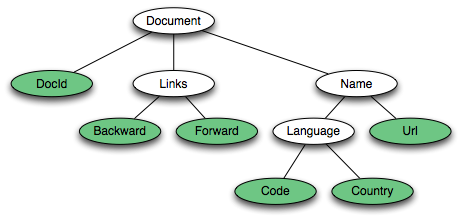 Document
DocId
Links
Name
Backward
Forward
Language
Url
Code
Country